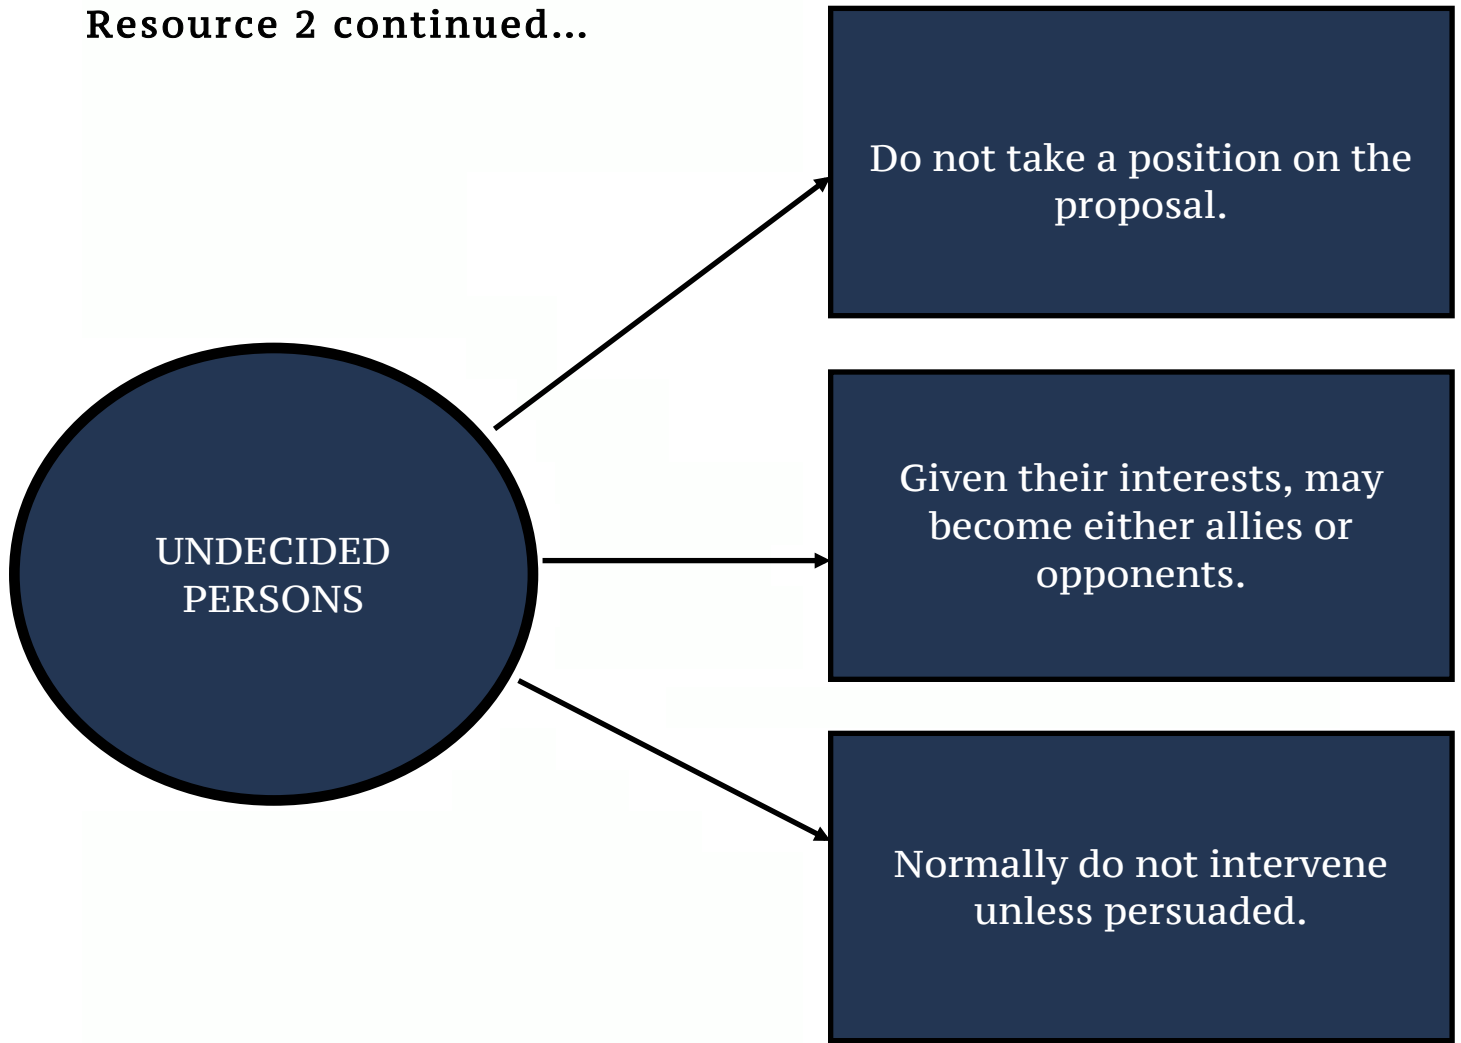 Resource 2 continued...
Do not take a position on the
proposal.
Given their interests, may
become either allies or
opponents.
UNDECIDED
PERSONS
Normally do not intervene
unless persuaded.